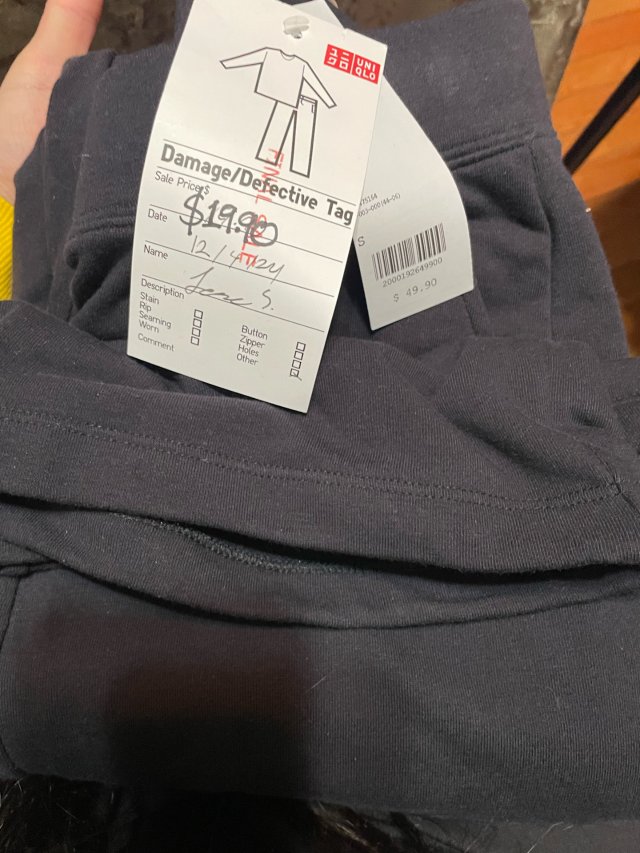 ユニ
クロ
UNI
QLO
Damage/Defective Tag
FINAL SALE
Sale Price $
$19.90
Date
12/4/24
Name
S.
Description
Stain
Rip
Seaming
Worn
Comment
Button
Zipper
Holes
Other
S
2000192649900
$ 49.90